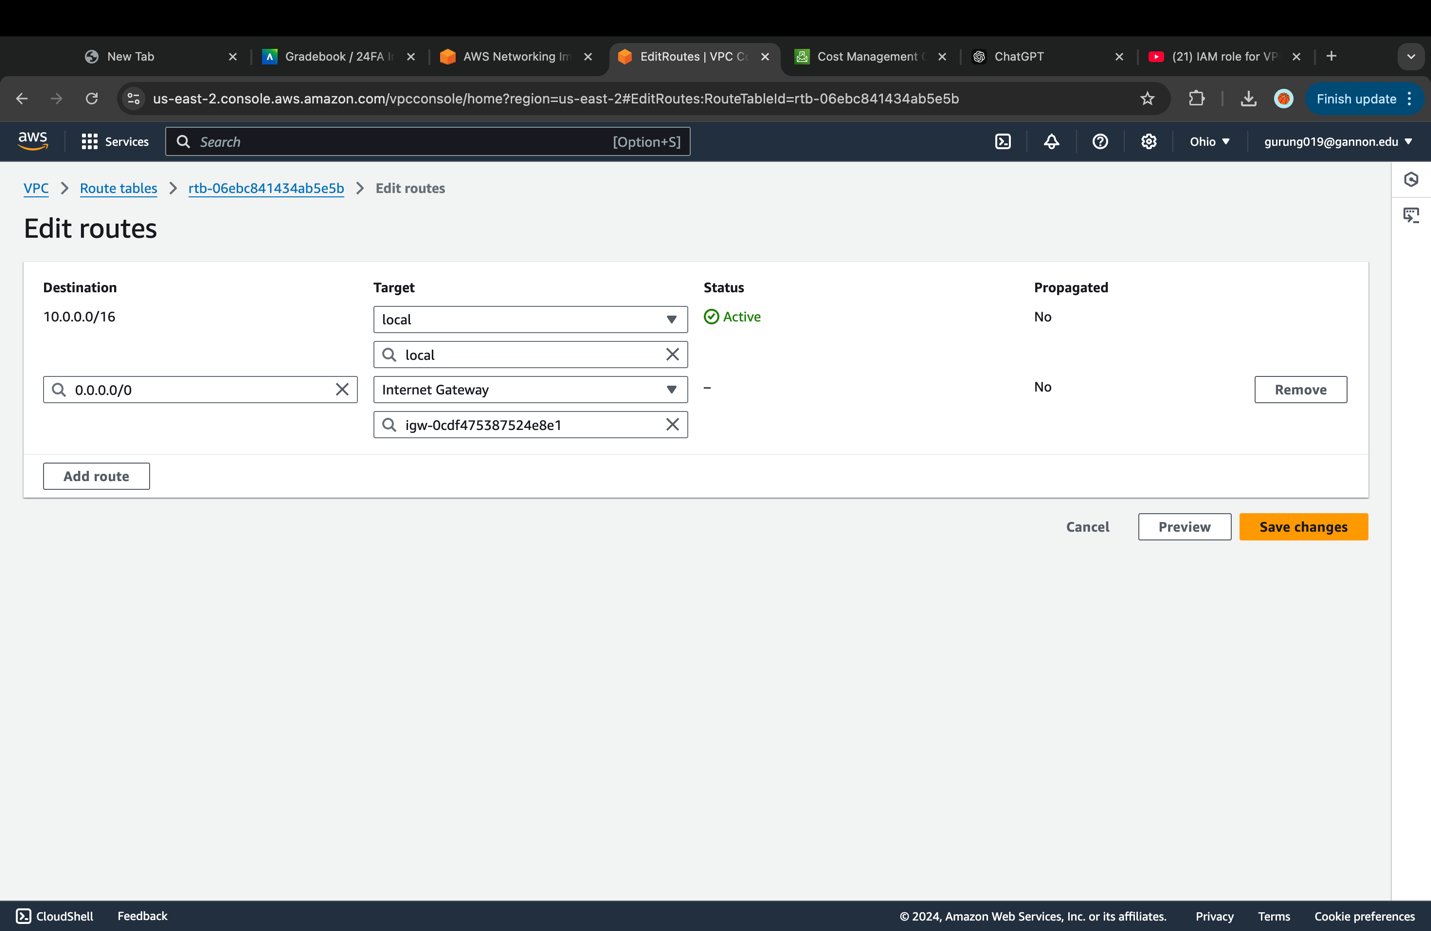 New Tab
Gradebook / 24FA I
AWS Networking Im
EditRoutes | VPC Co
Cost Management
ChatGPT
(21) IAM role for VP
us-east-2.console.aws.amazon.com/vpcconsole/home?region=us-east-2#EditRoutes:RouteTableId=rtb-06ebc841434ab5e5b
Finish update
aws
Services
Search
[Option+S]
Ohio
gurung019@gannon.edu
VPC
Route tables
rtb-06ebc841434ab5e5b
Edit routes
Edit routes
Destination
Target
Status
Propagated
10.0.0.0/16
local
Active
No
local
0.0.0.0/0
Internet Gateway
–
No
Remove
igw-0cdf475387524e8e1
Add route
Cancel
Preview
Save changes
CloudShell
Feedback
© 2024, Amazon Web Services, Inc. or its affiliates.
Privacy
Terms
Cookie preferences